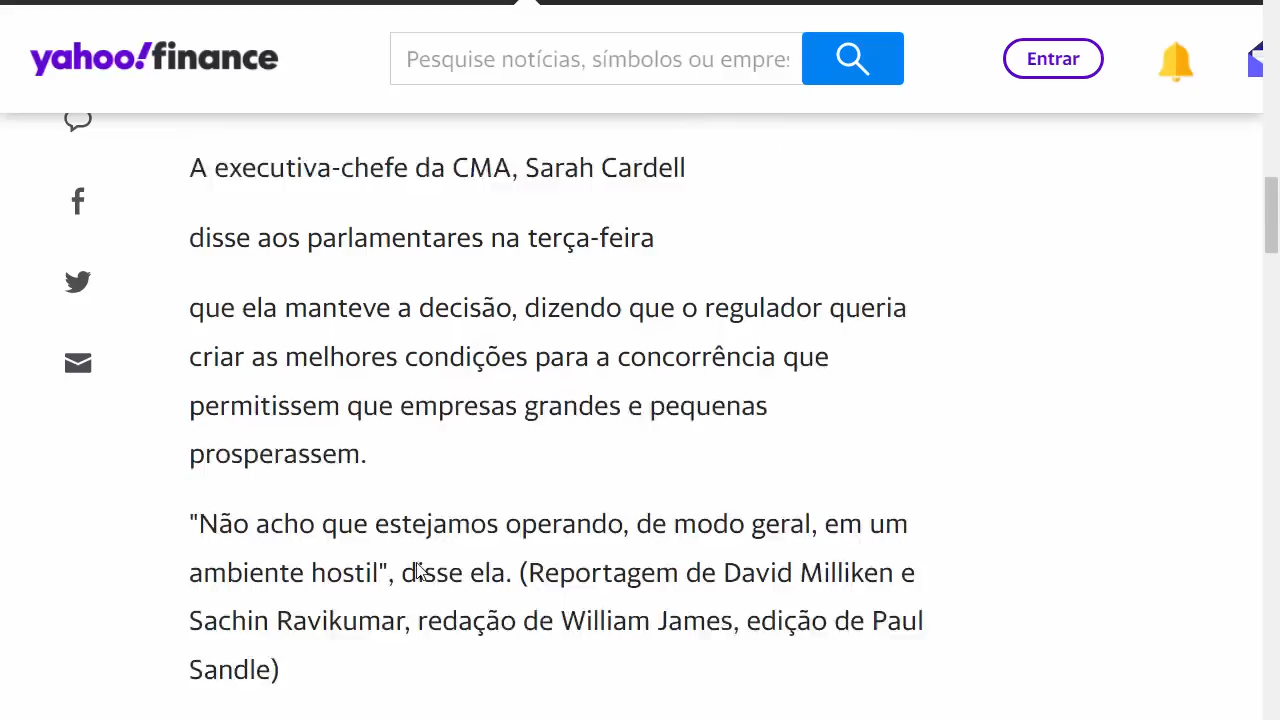 yahoo!finance
Pesquise notícias, símbolos ou empre
Entrar
A executiva-chefe da CMA, Sarah Cardell
disse aos parlamentares na terça-feira
que ela manteve a decisão, dizendo que o regulador queria
criar as melhores condições para a concorrência que
permitissem que empresas grandes e pequenas
prosperassem.
"Não acho que estejamos operando, de modo geral, em um
ambiente hostil", disse ela. (Reportagem de David Milliken e
Sachin Ravikumar, redação de William James, edição de Paul
Sandle)